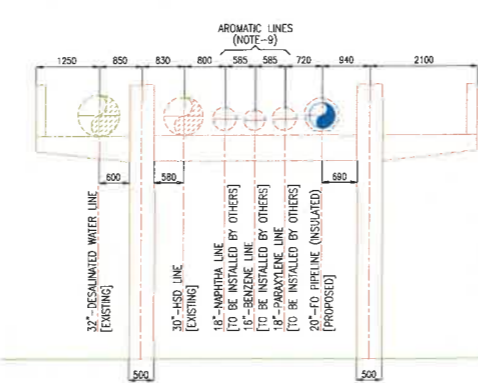 AROMATIC LINES
(NOTE-9)
1250 850 830 800 585 585 720 940 2100
600 580 690
32"-DESALINATED WATER LINE
[EXISTING]
30"-HSD LINE
[EXISTING]
18"-NAPHTHA LINE
[TO BE INSTALLED BY OTHERS]
16"-BENZENE LINE
[TO BE INSTALLED BY OTHERS]
18"-PARAXYLENE LINE
[TO BE INSTALLED BY OTHERS]
20"-FO PIPELINE (INSULATED)
[PROPOSED]
500 500